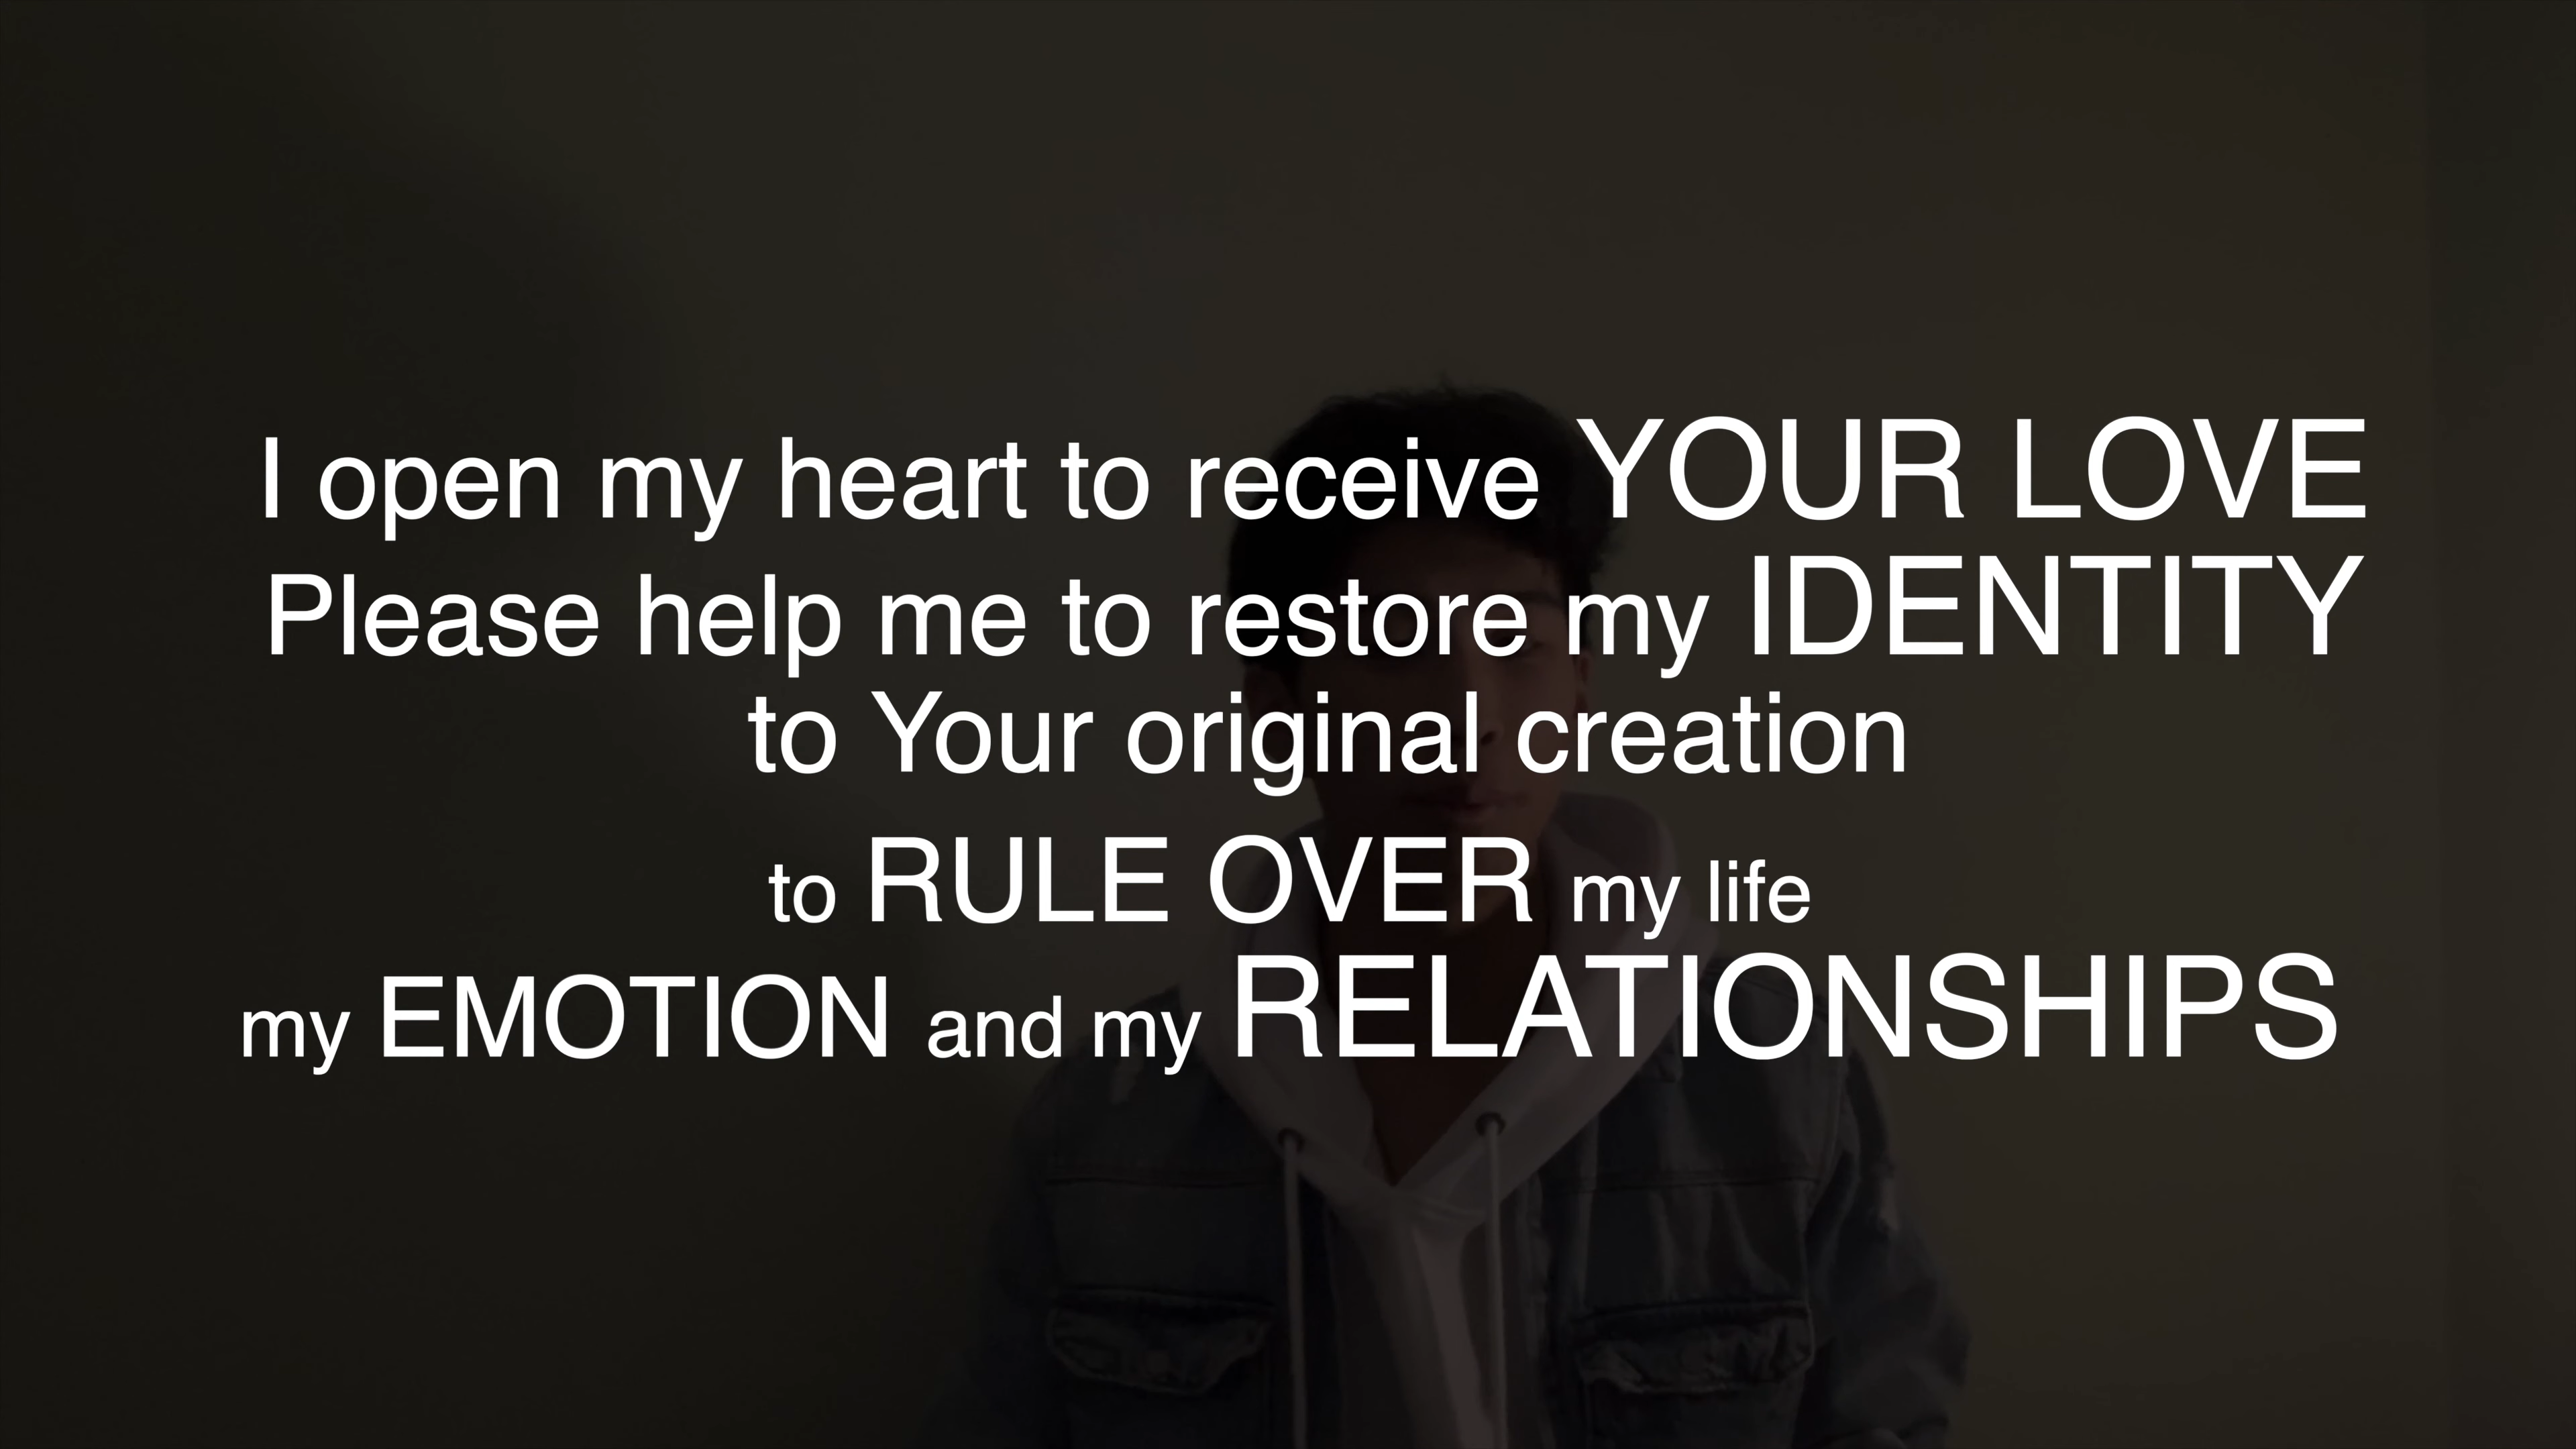 I open my heart to receive YOUR LOVE
Please help me to restore my IDENTITY
to Your original creation
to RULE OVER my life
my EMOTION and my RELATIONSHIPS